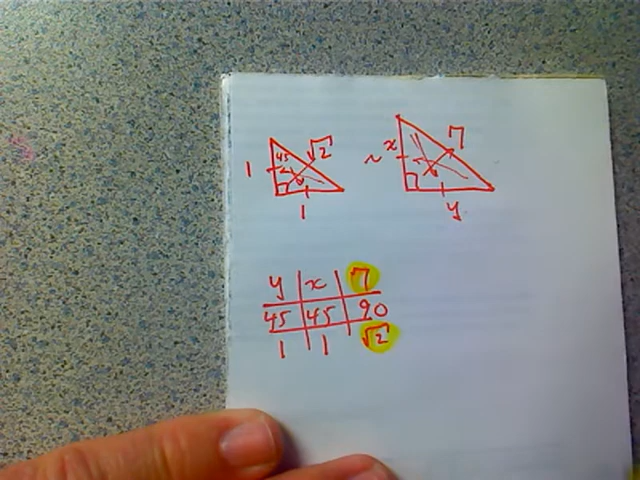 1 45 √2
1
x 7
y
y x 7
45 45 90
1 1 √2